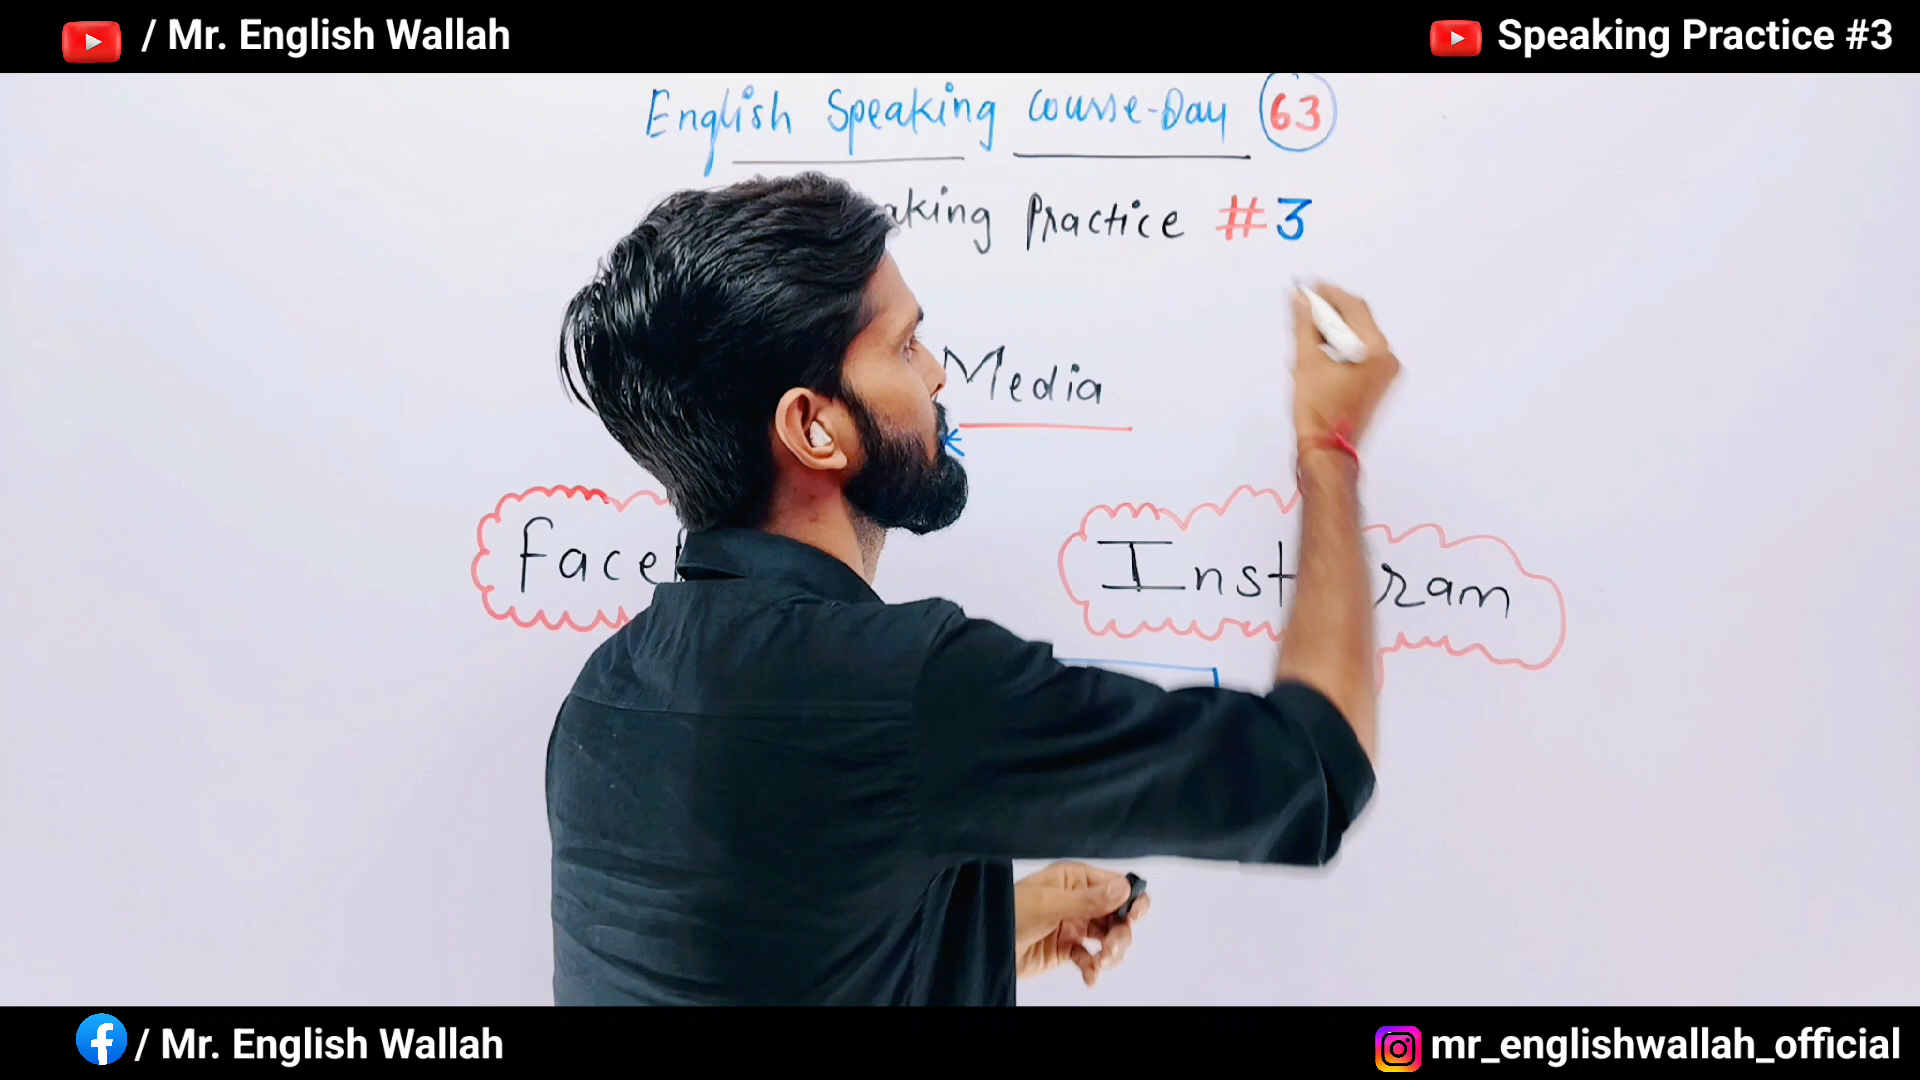 / Mr. English Wallah
Speaking Practice #3
English Speaking Course-Day 63
aking Practice #3
Media
Face
Inst ram
/ Mr. English Wallah
mr_englishwallah_official